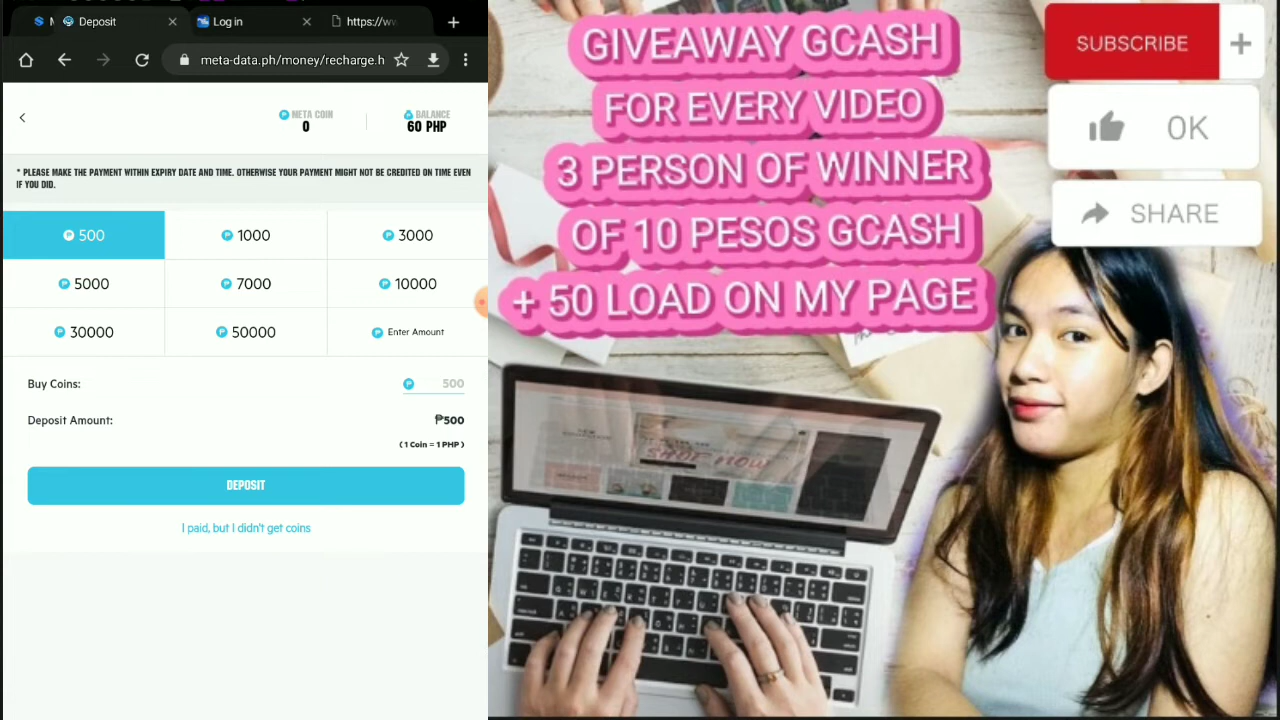 Deposit
Log in
https://ww
meta-data.ph/money/recharge.h
META COIN
0
BALANCE
60 PHP
* PLEASE MAKE THE PAYMENT WITHIN EXPIRY DATE AND TIME. OTHERWISE YOUR PAYMENT MIGHT NOT BE CREDITED ON TIME EVEN
IF YOU DID.
500
1000
3000
5000
7000
10000
30000
50000
Enter Amount
Buy Coins:
500
Deposit Amount:
₱500
( 1 Coin = 1 PHP )
DEPOSIT
I paid, but I didn't get coins
GIVEAWAY GCASH
FOR EVERY VIDEO
3 PERSON OF WINNER
OF 10 PESOS GCASH
+ 50 LOAD ON MY PAGE
SUBSCRIBE
0K
SHARE
SHOP NOW